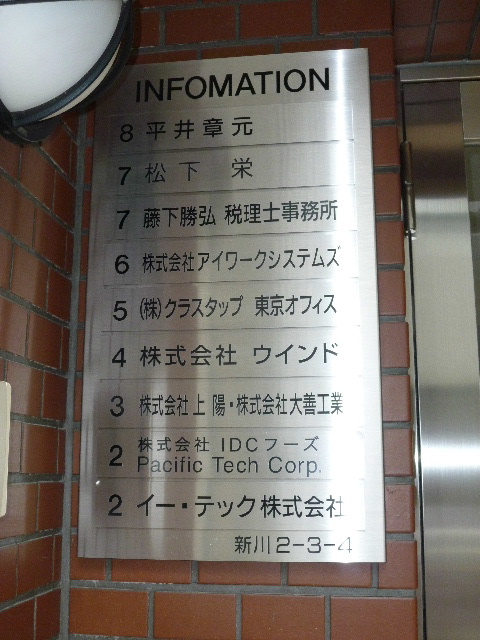 INFOMATION
8 平井章元
7 松下 栄
7 藤下勝弘 税理士事務所
6 株式会社アイワークシステムズ
5 (株)クラスタップ 東京オフィス
4 株式会社 ウインド
3 株式会社 上 陽・株式会社大善工業
2 株式会社 IDCフーズ
Pacific Tech Corp.
2 イー・テック株式会社
新川2-3-4